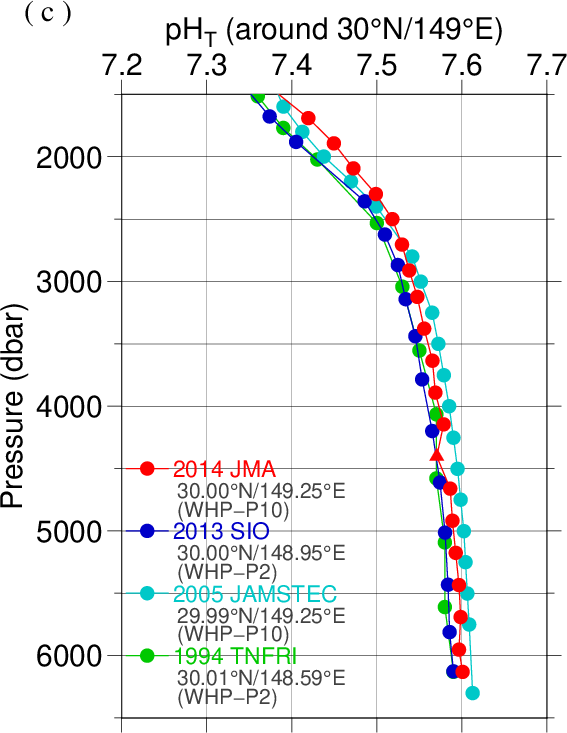 ( c )
pH_T (around 30°N/149°E)
7.2 7.3 7.4 7.5 7.6 7.7
Pressure (dbar)
2000
3000
4000
5000
6000
2014 JMA
30.00°N/149.25°E
(WHP−P10)
2013 SIO
30.00°N/148.95°E
(WHP−P2)
2005 JAMSTEC
29.99°N/149.25°E
(WHP−P10)
1994 TNFRI
30.01°N/148.59°E
(WHP−P2)